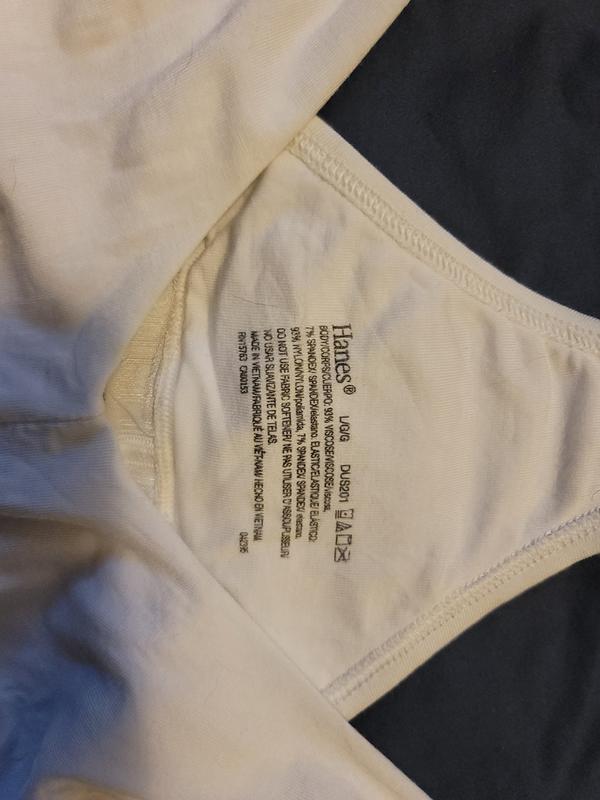 Hanes® L/G/G DUS201
BODY/CORPS/CUERPO: 93% VISCOSE/VISCOSE/viscosa,
7% SPANDEX/ SPANDEX/elastano. ELASTIC/ELASTIQUE/ ELÁSTICO:
93% NYLON/NYLON/poliamida, 7% SPANDEX/ SPANDEX/ elastano.
DO NOT USE FABRIC SOFTENER/ NE PAS UTILISER D'ASSOUPLISSEUR/
NO USAR SUAVIZANTE DE TELAS.
MADE IN VIETNAM/FABRIQUÉ AU VIÊT-NAM/ HECHO EN VIETNAM.
RN15763 CA00153